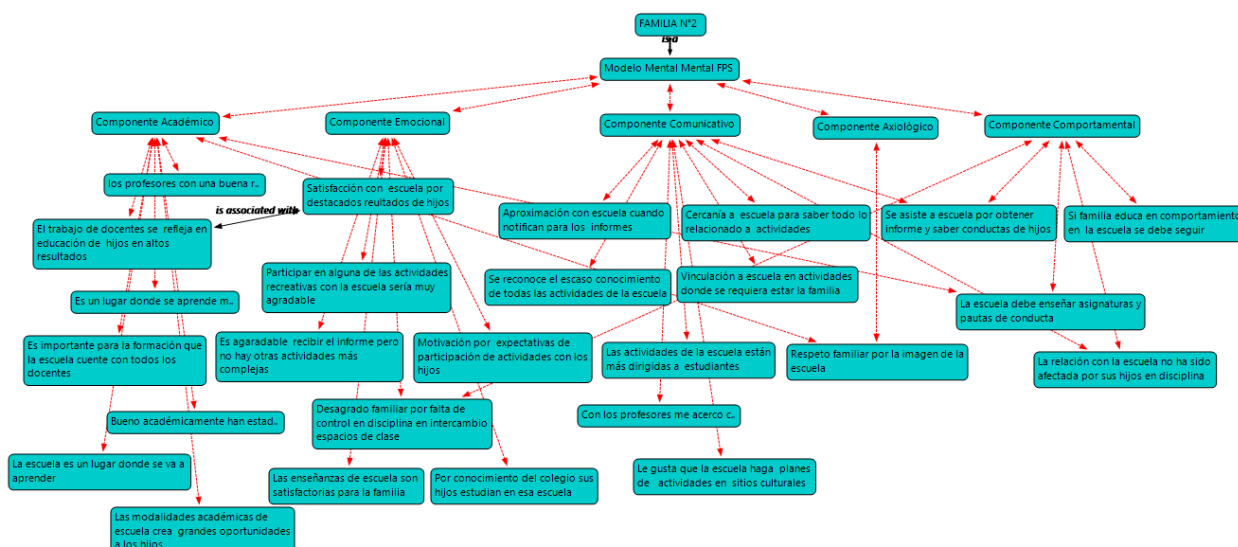 FAMILIA N°2
is a
Modelo Mental Mental FPS
Componente Académico
Componente Emocional
Componente Comunicativo
Componente Axiológico
Componente Comportamental
los profesores con una buena r..
Satisfacción con escuela por
destacados reultados de hijos
is associated with
El trabajo de docentes se refleja en
educación de hijos en altos
resultados
Aproximación con escuela cuando
notifican para los informes
Cercanía a escuela para saber todo lo
relacionado a actividades
Se asiste a escuela por obtener
informe y saber conductas de hijos
Si familia educa en comportamiento
en la escuela se debe seguir
Participar en alguna de las actividades
recreativas con la escuela sería muy
agradable
Se reconoce el escaso conocimiento
de todas las actividades de la escuela
Vinculación a escuela en actividades
donde se requiera estar la familia
Es un lugar donde se aprende m..
La escuela debe enseñar asignaturas y
pautas de conducta
Es importante para la formación que
la escuela cuente con todos los
docentes
Es agaradable recibir el informe pero
no hay otras actividades más
complejas
Motivación por expectativas de
participación de actividades con los
hijos
Las actividades de la escuela están
más dirigidas a estudiantes
Respeto familiar por la imagen de la
escuela
La relación con la escuela no ha sido
afectada por sus hijos en disciplina
Bueno académicamente han estad..
Desagrado familiar por falta de
control en disciplina en intercambio
espacios de clase
Con los profesores me acerco c..
La escuela es un lugar donde se va a
aprender
Las enseñanzas de escuela son
satisfactorias para la familia
Por conocimiento del colegio sus
hijos estudian en esa escuela
Le gusta que la escuela haga planes
de actividades en sitios culturales
Las modalidades académicas de
escuela crea grandes oportunidades
a los hijos